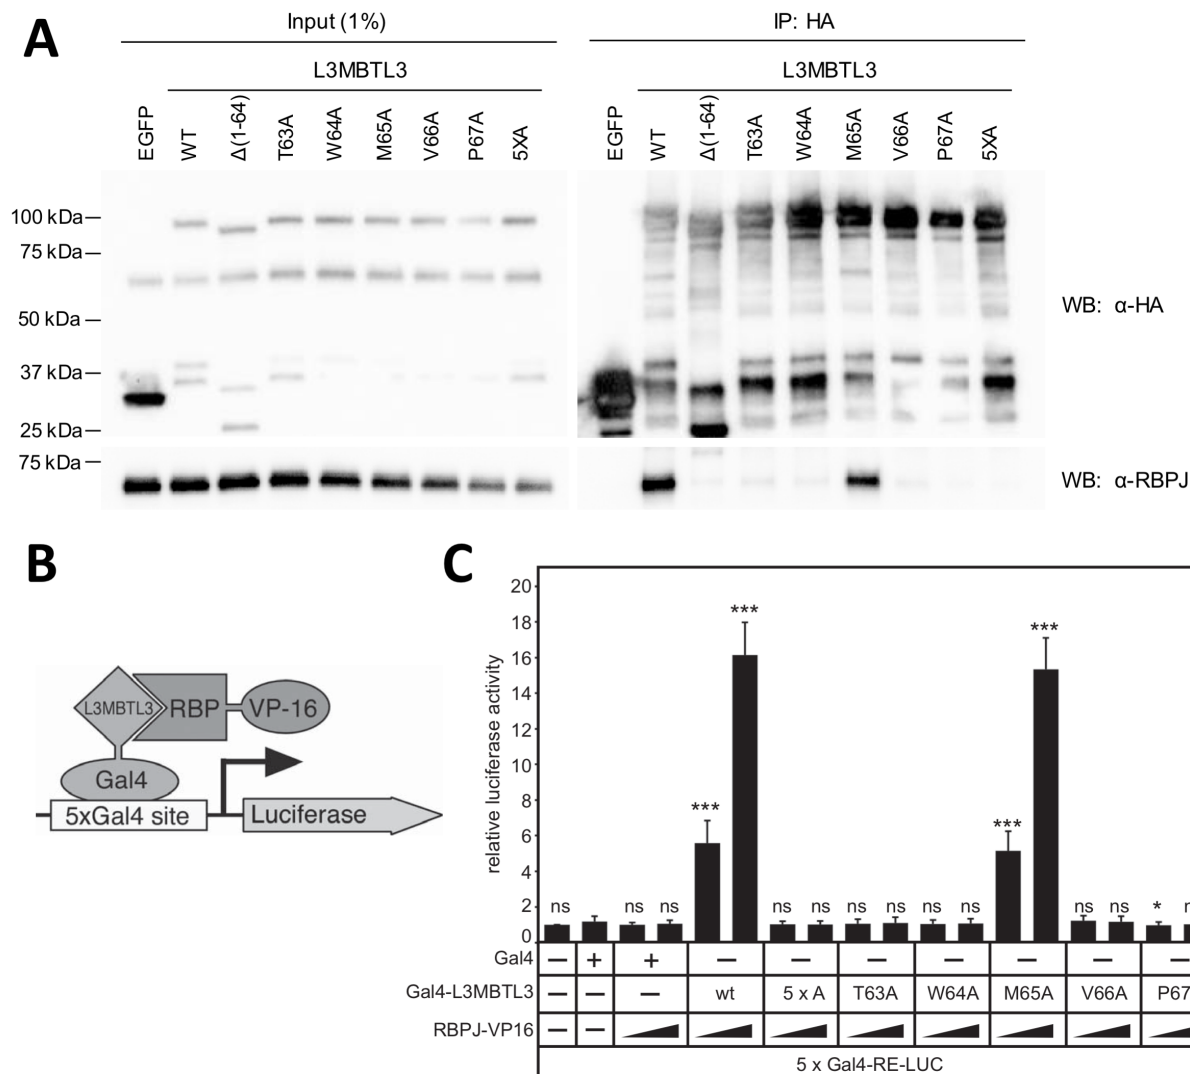 A
Input (1%)
IP: HA
L3MBTL3
L3MBTL3
EGFP
WT
Δ(1-64)
T63A
W64A
M65A
V66A
P67A
5XA
EGFP
WT
Δ(1-64)
T63A
W64A
M65A
V66A
P67A
5XA
100 kDa
75 kDa
50 kDa
37 kDa
25 kDa
75 kDa
WB: α-HA
WB: α-RBPJ
B
L3MBTL3 RBP VP-16
Gal4
5xGal4 site
Luciferase
C
relative luciferase activity
20
18
16
14
12
10
8
6
4
2
0
ns
ns ns
*** ***
ns ns
ns ns
ns ns
*** ***
ns ns
* n
Gal4 − + + − − − − − − −
Gal4-L3MBTL3 − − − wt 5 x A T63A W64A M65A V66A P67
RBPJ-VP16 − −
5 x Gal4-RE-LUC